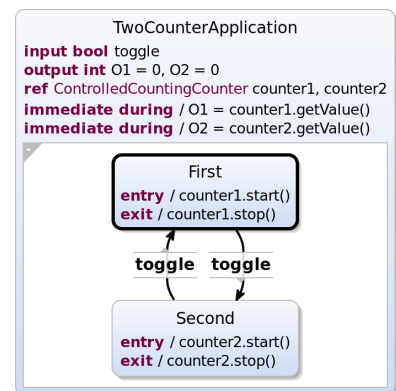 TwoCounterApplication
input bool toggle
output int O1 = 0, O2 = 0
ref ControlledCountingCounter counter1, counter2
immediate during / O1 = counter1.getValue()
immediate during / O2 = counter2.getValue()
-
First
entry / counter1.start()
exit / counter1.stop()
toggle toggle
Second
entry / counter2.start()
exit / counter2.stop()